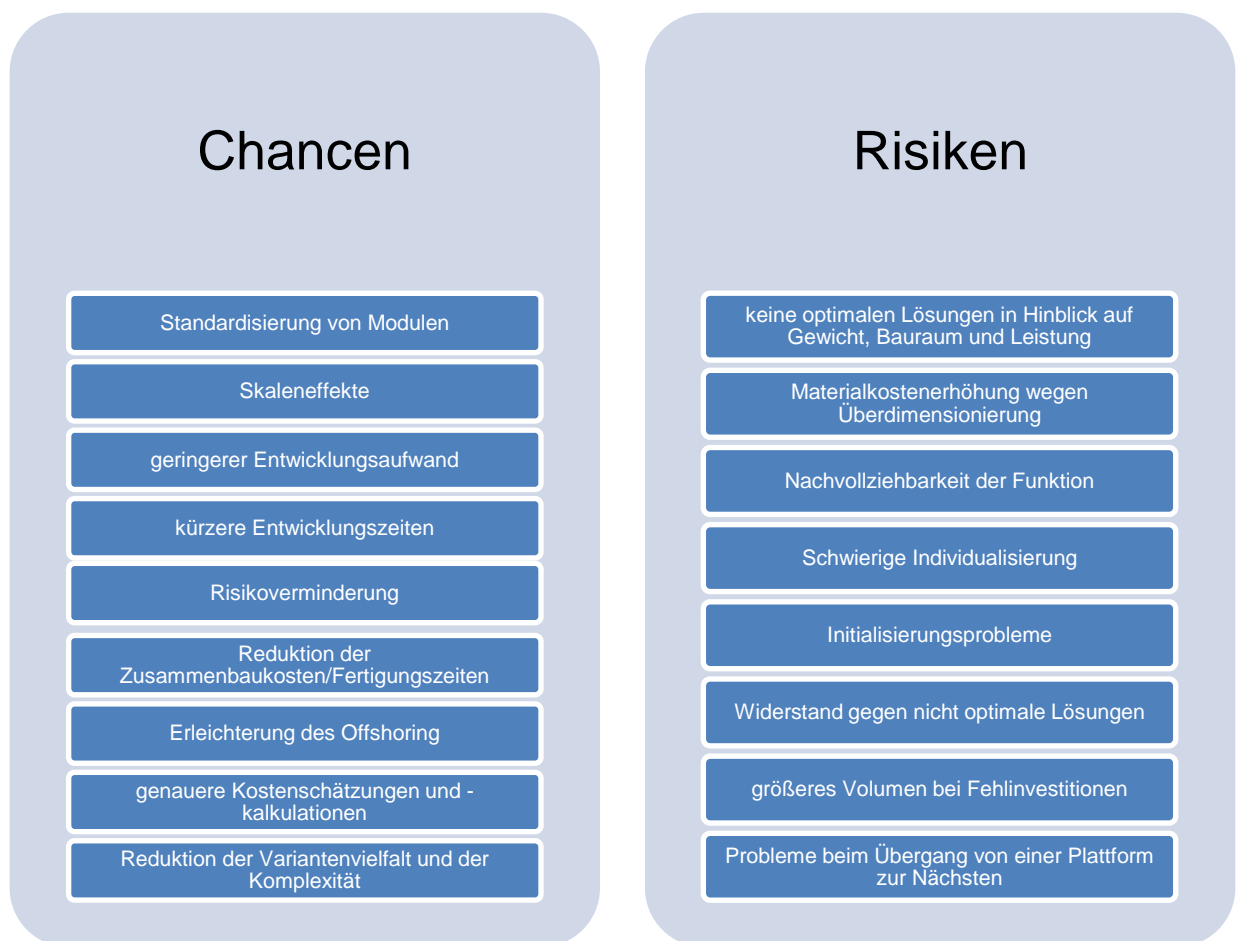 Chancen
Standardisierung von Modulen
Skaleneffekte
geringerer Entwicklungsaufwand
kürzere Entwicklungszeiten
Risikoverminderung
Reduktion der
Zusammenbaukosten/Fertigungszeiten
Erleichterung des Offshoring
genauere Kostenschätzungen und -
kalkulationen
Reduktion der Variantenvielfalt und der
Komplexität
Risiken
keine optimalen Lösungen in Hinblick auf
Gewicht, Bauraum und Leistung
Materialkostenerhöhung wegen
Überdimensionierung
Nachvollziehbarkeit der Funktion
Schwierige Individualisierung
Initialisierungsprobleme
Widerstand gegen nicht optimale Lösungen
größeres Volumen bei Fehlinvestitionen
Probleme beim Übergang von einer Plattform
zur Nächsten